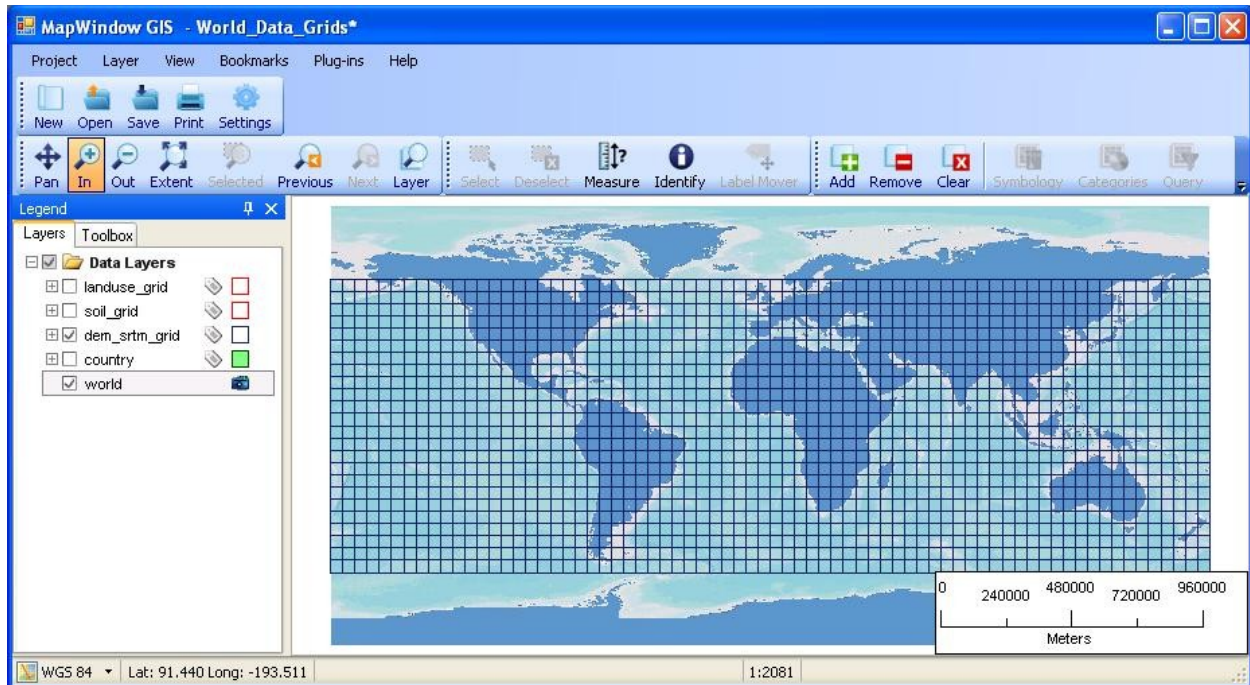 MapWindow GIS - World_Data_Grids*
Project Layer View Bookmarks Plug-ins Help
New Open Save Print Settings
Pan In Out Extent Selected Previous Next Layer Select Deselect Measure Identify Label Mover Add Remove Clear Symbology Categories Query
Legend
Layers Toolbox
Data Layers
landuse_grid
soil_grid
dem_srtm_grid
country
world
0 240000 480000 720000 960000
Meters
WGS 84 Lat: 91.440 Long: -193.511 1:2081